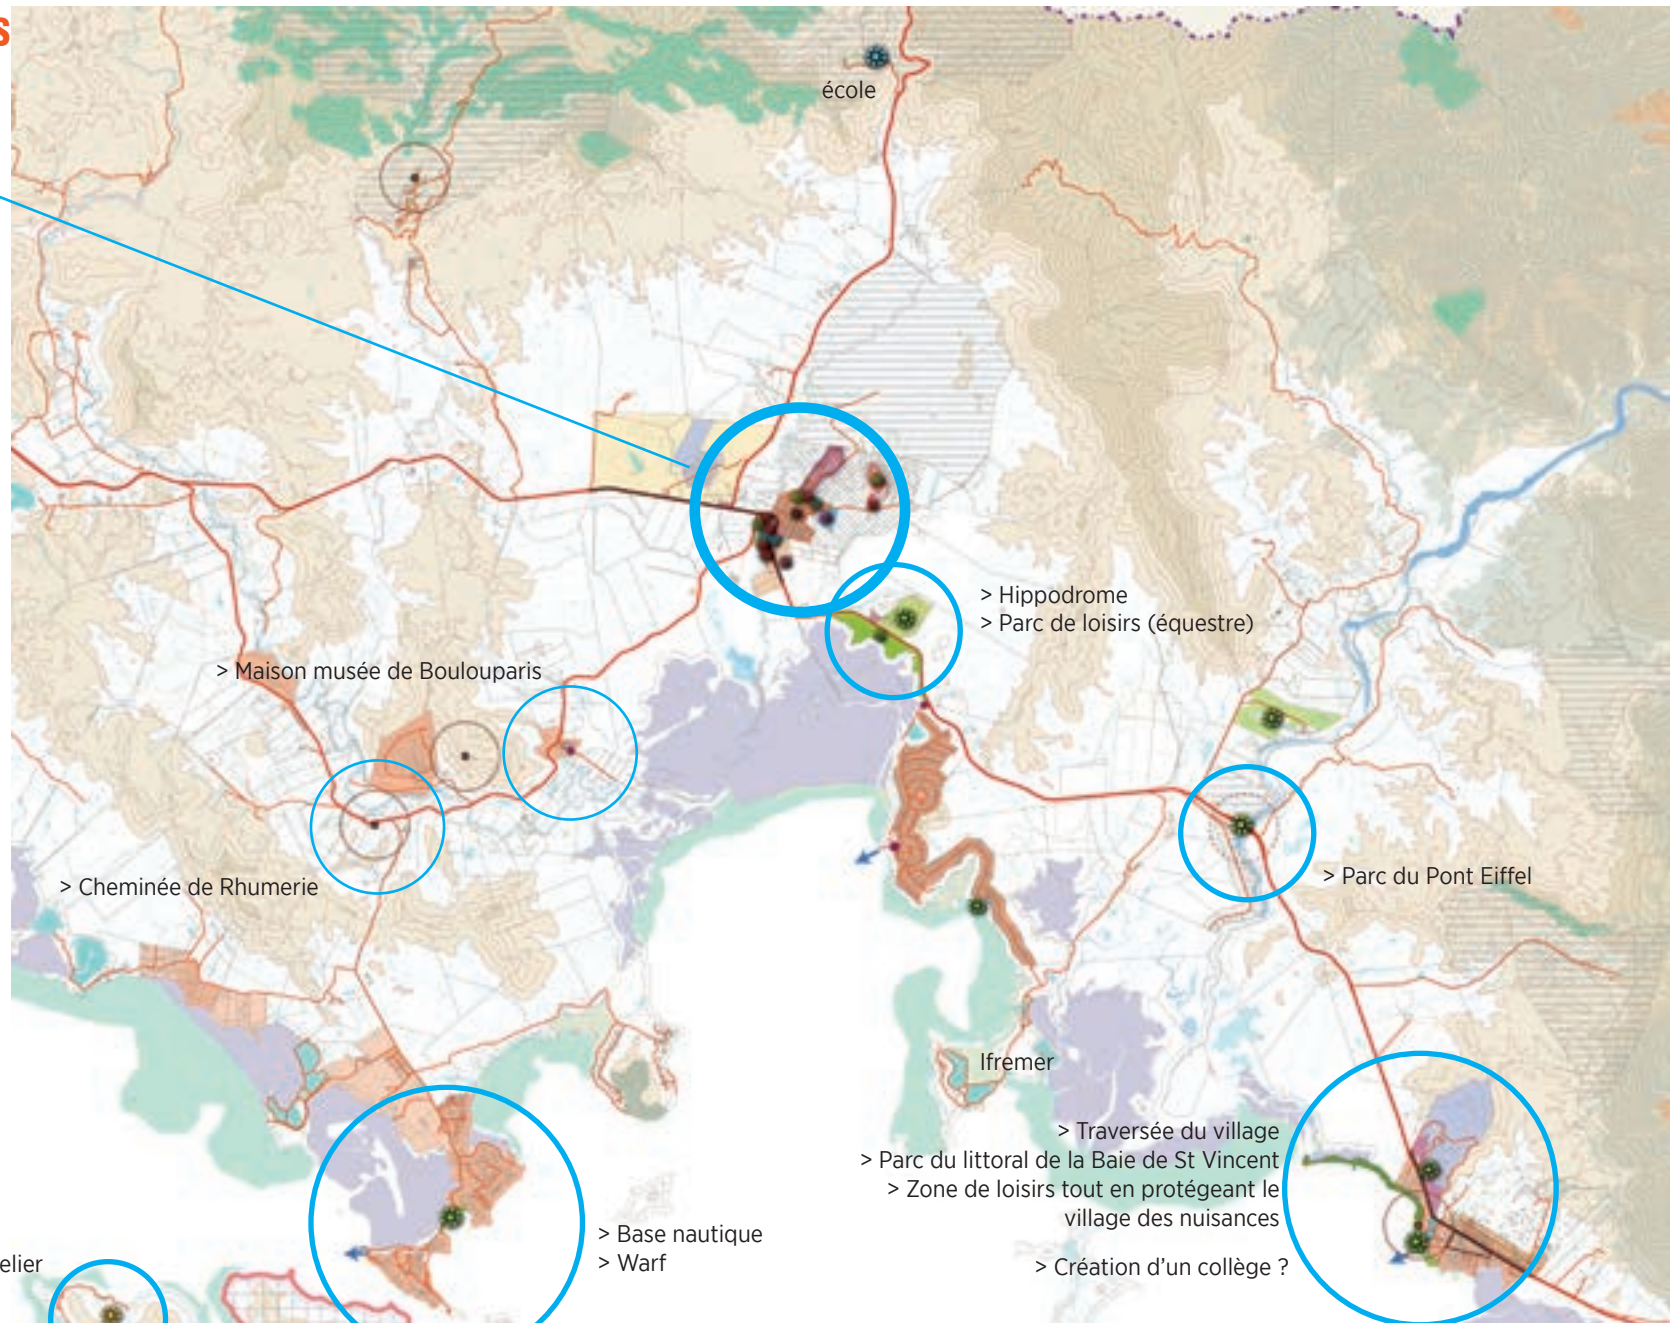 S
école
> Hippodrome
> Parc de loisirs (équestre)
> Maison musée de Boulouparis
> Parc du Pont Eiffel
> Cheminée de Rhumerie
Ifremer
> Traversée du village
> Parc du littoral de la Baie de St Vincent
> Zone de loisirs tout en protégeant le
village des nuisances
> Création d'un collège ?
> Base nautique
> Warf
elier